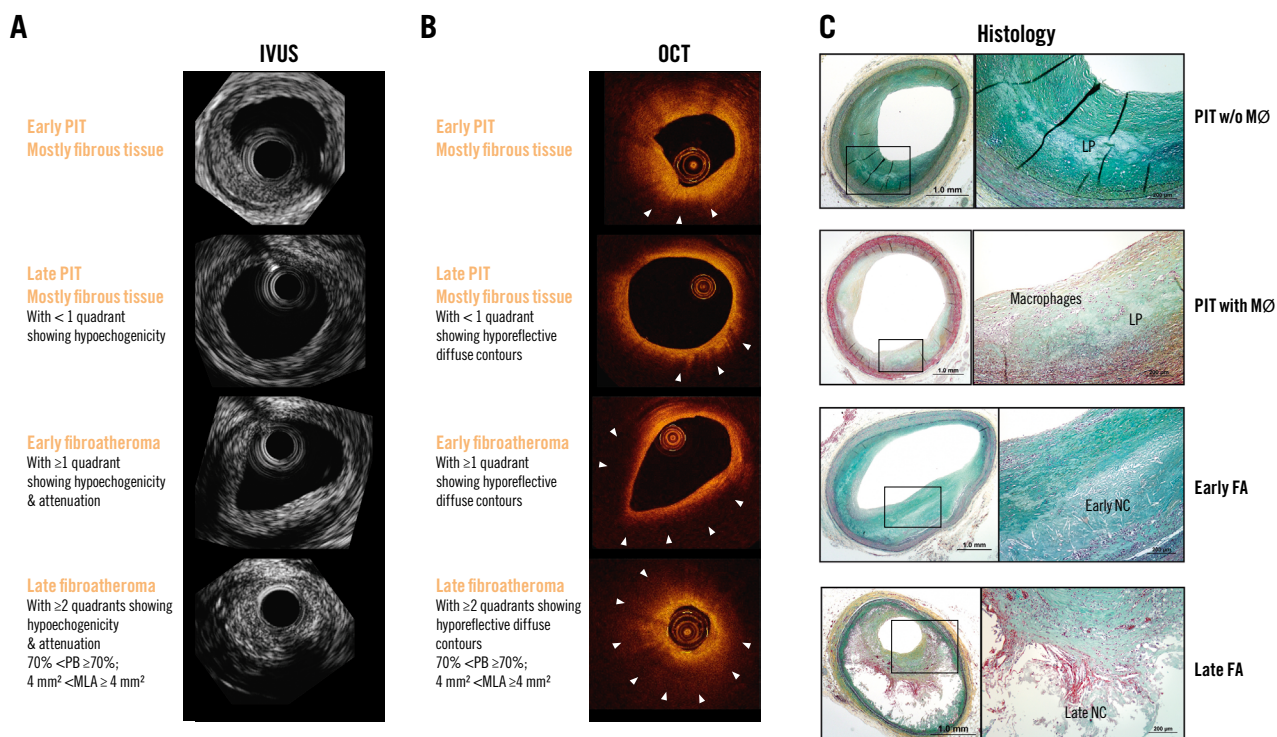 A
IVUS
Early PIT
Mostly fibrous tissue
Late PIT
Mostly fibrous tissue
With < 1 quadrant
showing hypoechogenicity
Early fibroatheroma
With ≥1 quadrant
showing hypoechogenicity
& attenuation
Late fibroatheroma
With ≥2 quadrants showing
hypoechogenicity
& attenuation
70% <PB ≥70%;
4 mm² <MLA ≥ 4 mm²
B
OCT
Early PIT
Mostly fibrous tissue
Late PIT
Mostly fibrous tissue
With < 1 quadrant
showing hyporeflective
diffuse contours
Early fibroatheroma
With ≥1 quadrant
showing hyporeflective
diffuse contours
Late fibroatheroma
With ≥2 quadrants showing
hyporeflective diffuse
contours
70% <PB ≥70%;
4 mm² <MLA ≥4 mm²
C
Histology
LP
1.0 mm
200 µm
PIT w/o MØ
Macrophages
LP
1.0 mm
200 µm
PIT with MØ
Early NC
1.0 mm
200 µm
Early FA
Late NC
1.0 mm
200 µm
Late FA